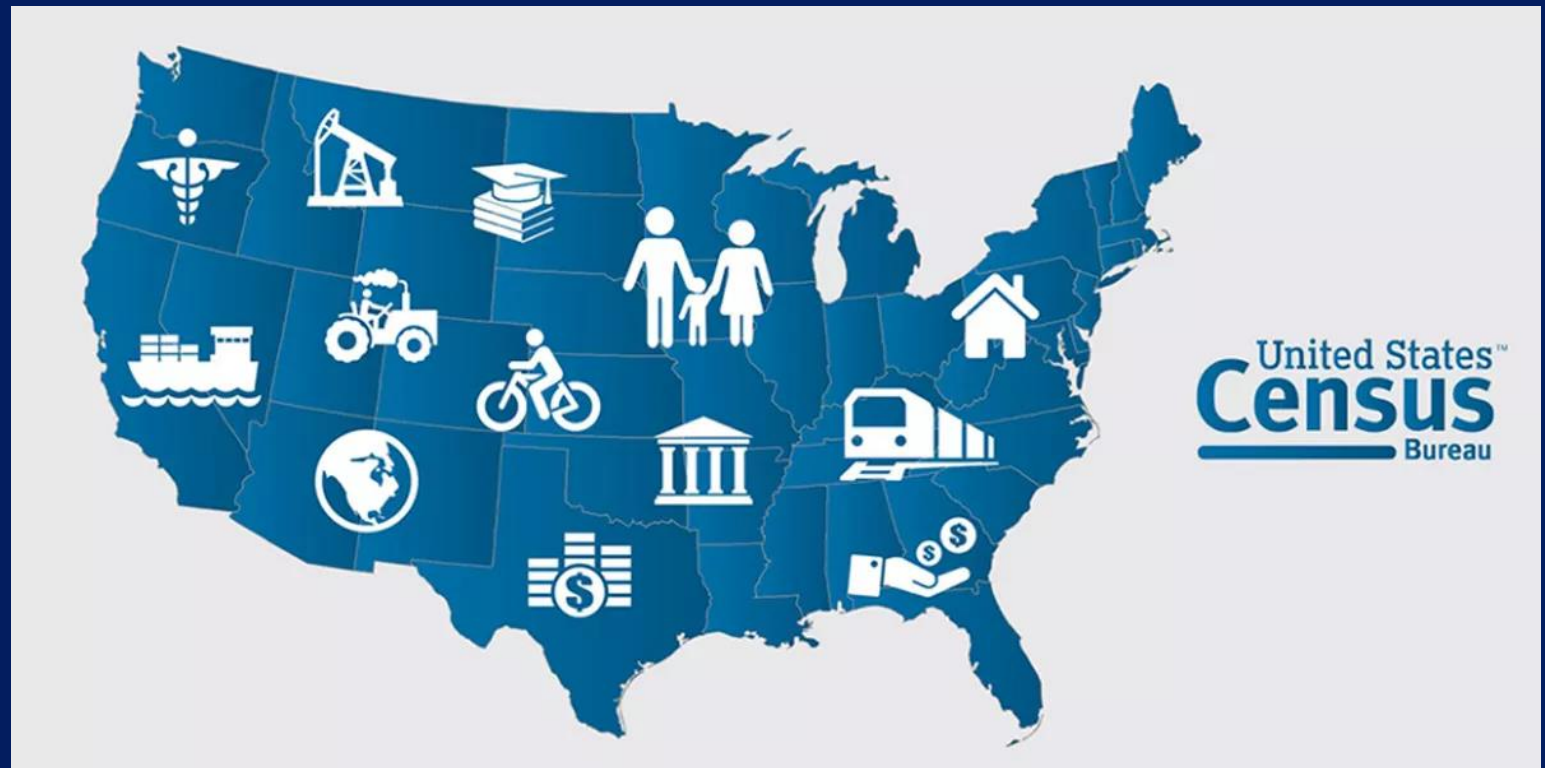 United States™
Census
Bureau
$
$
$